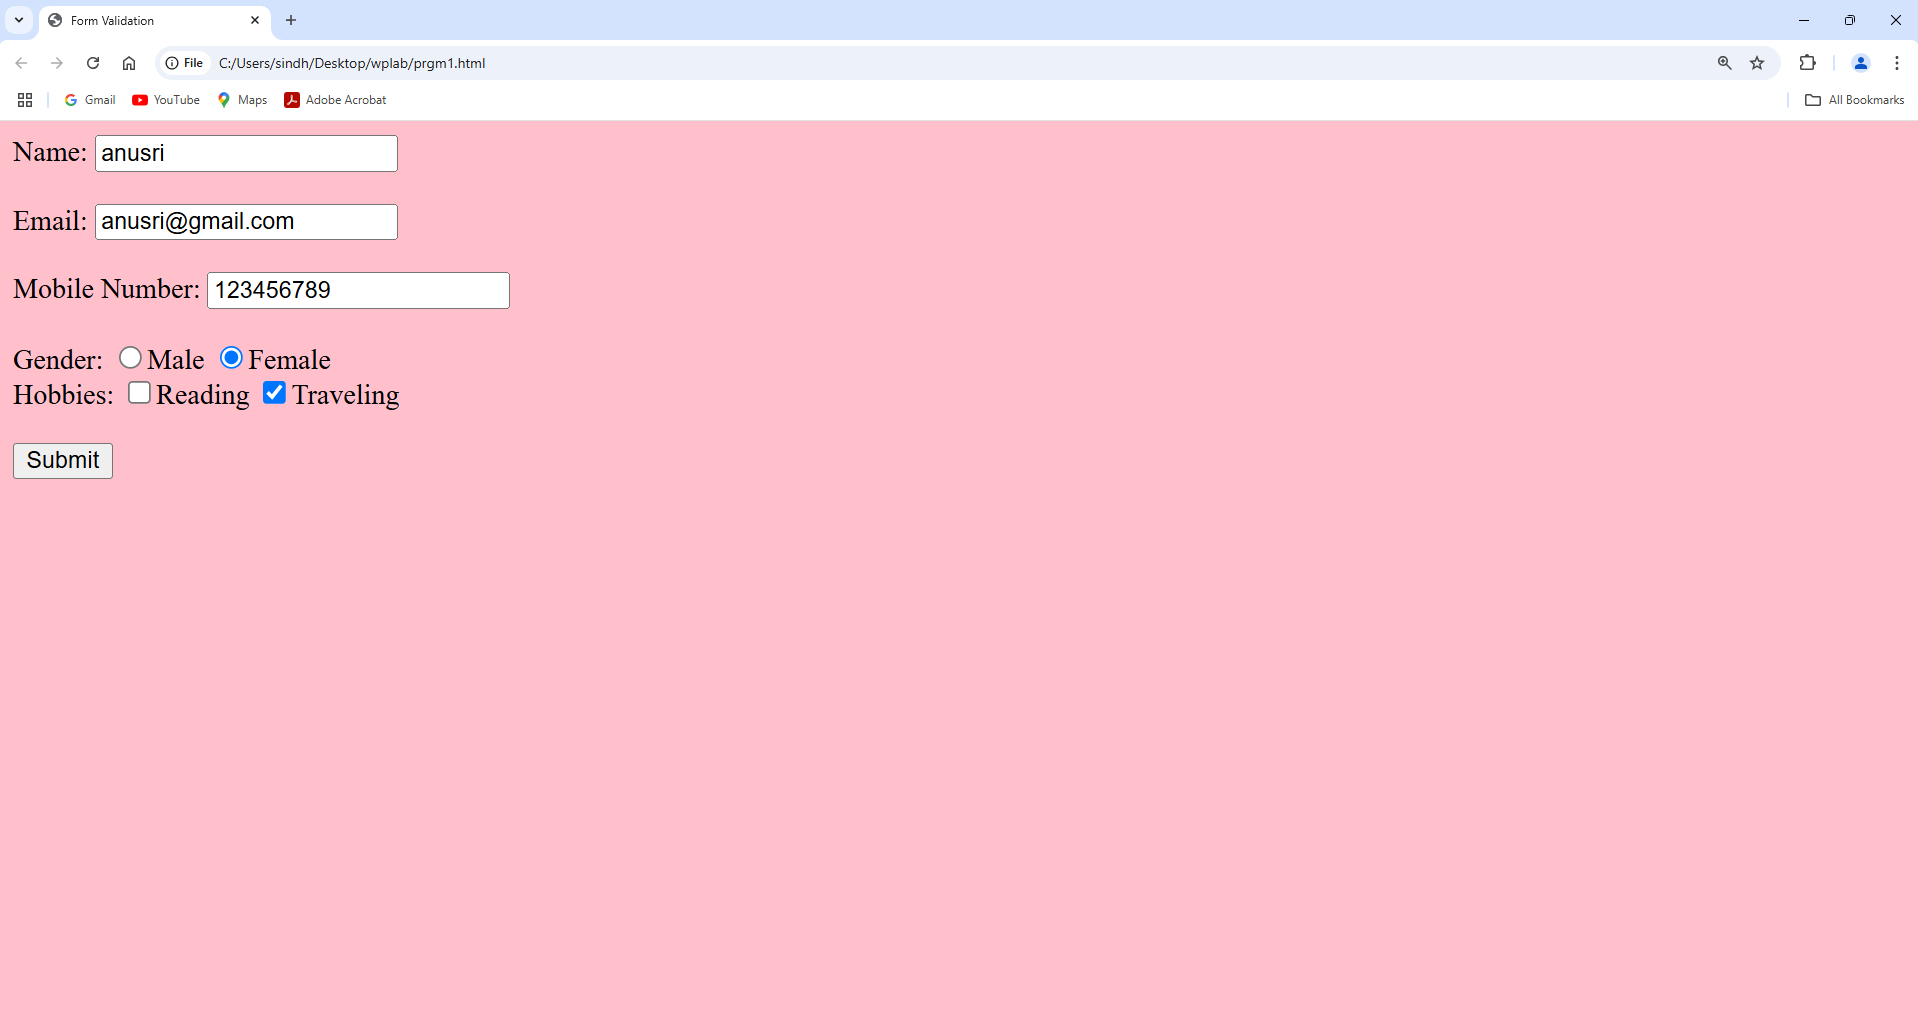 Form Validation
File C:/Users/sindh/Desktop/wplab/prgm1.html
Gmail YouTube Maps Adobe Acrobat All Bookmarks
Name: anusri
Email: anusri@gmail.com
Mobile Number: 123456789
Gender: Male Female
Hobbies: Reading Traveling
Submit